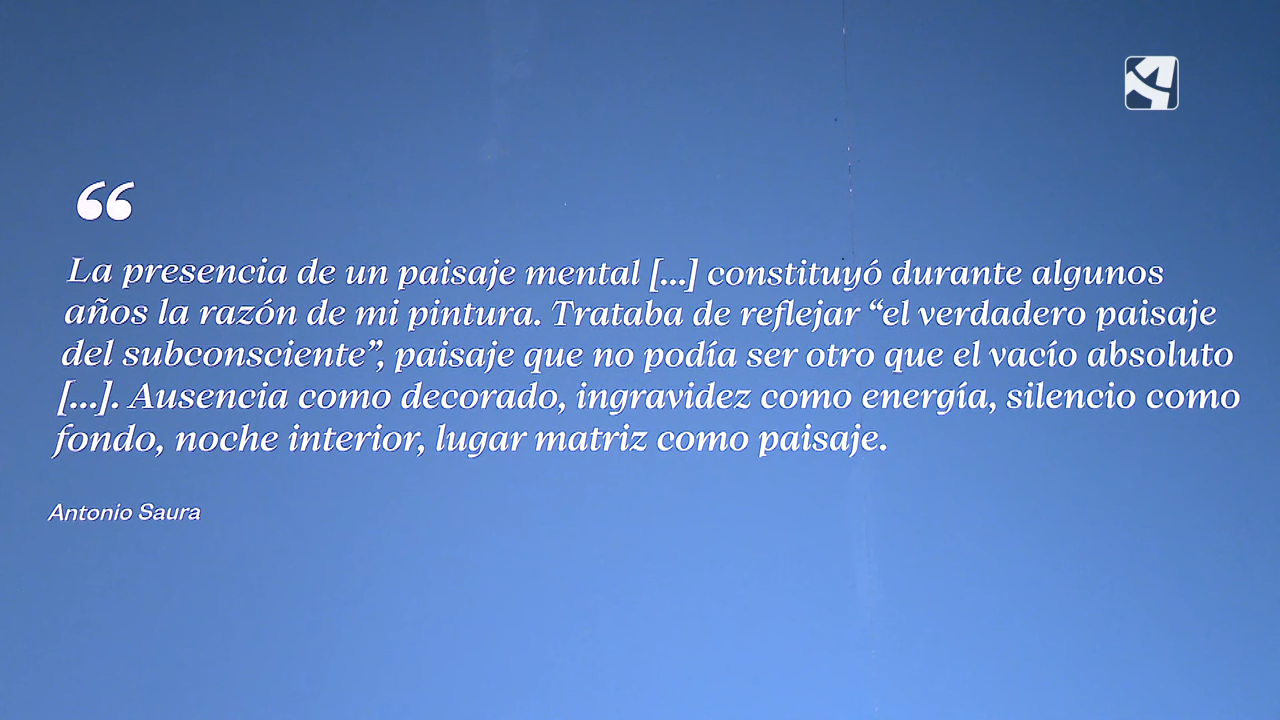 “
La presencia de un paisaje mental [...] constituyó durante algunos
años la razón de mi pintura. Trataba de reflejar “el verdadero paisaje
del subconsciente”, paisaje que no podía ser otro que el vacío absoluto
[...]. Ausencia como decorado, ingravidez como energía, silencio como
fondo, noche interior, lugar matriz como paisaje.
Antonio Saura